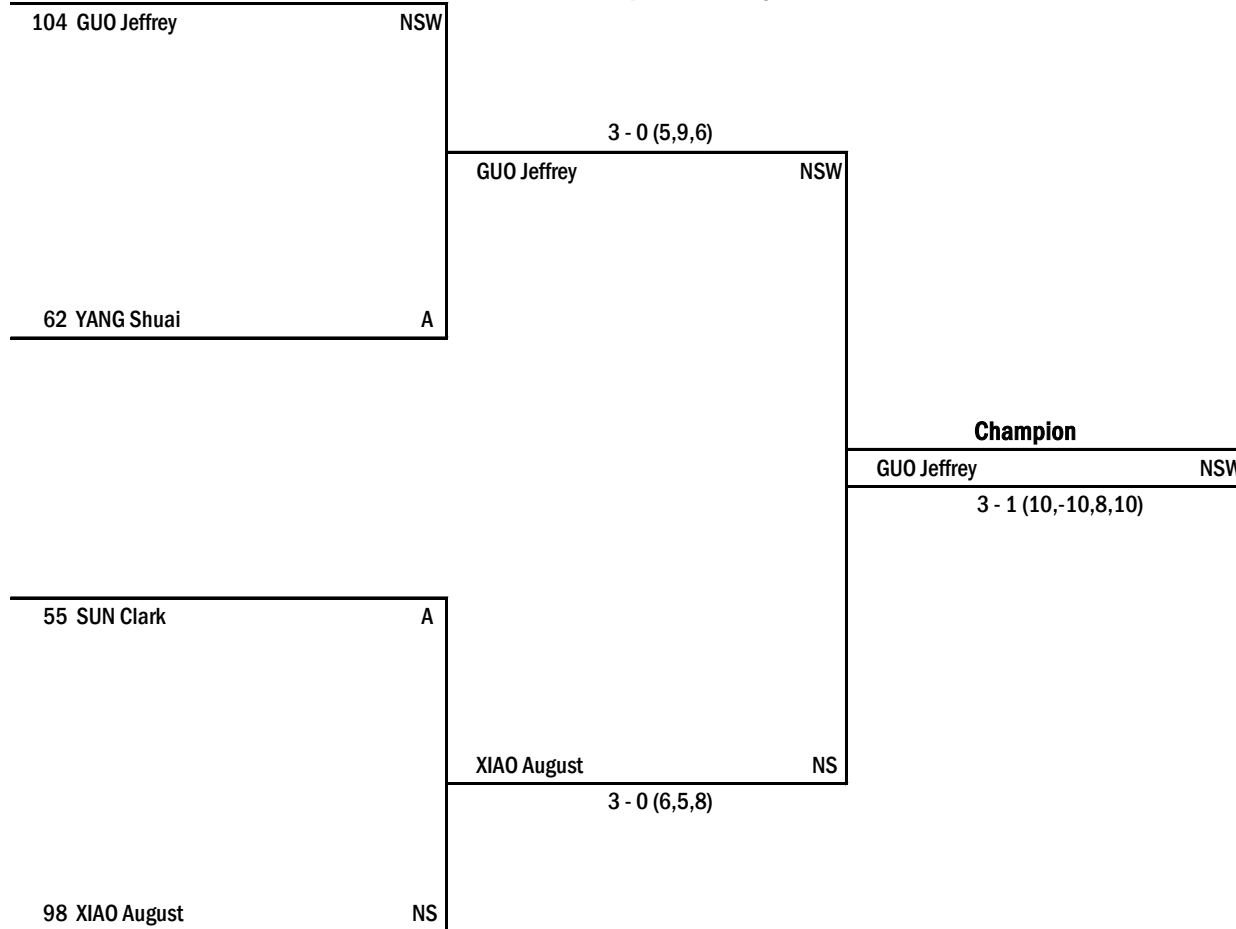 104 GUO Jeffrey NSW
3 - 0 (5,9,6)
GUO Jeffrey NSW
62 YANG Shuai A
Champion
GUO Jeffrey NSW
3 - 1 (10,-10,8,10)
55 SUN Clark A
XIAO August NS
3 - 0 (6,5,8)
98 XIAO August NS